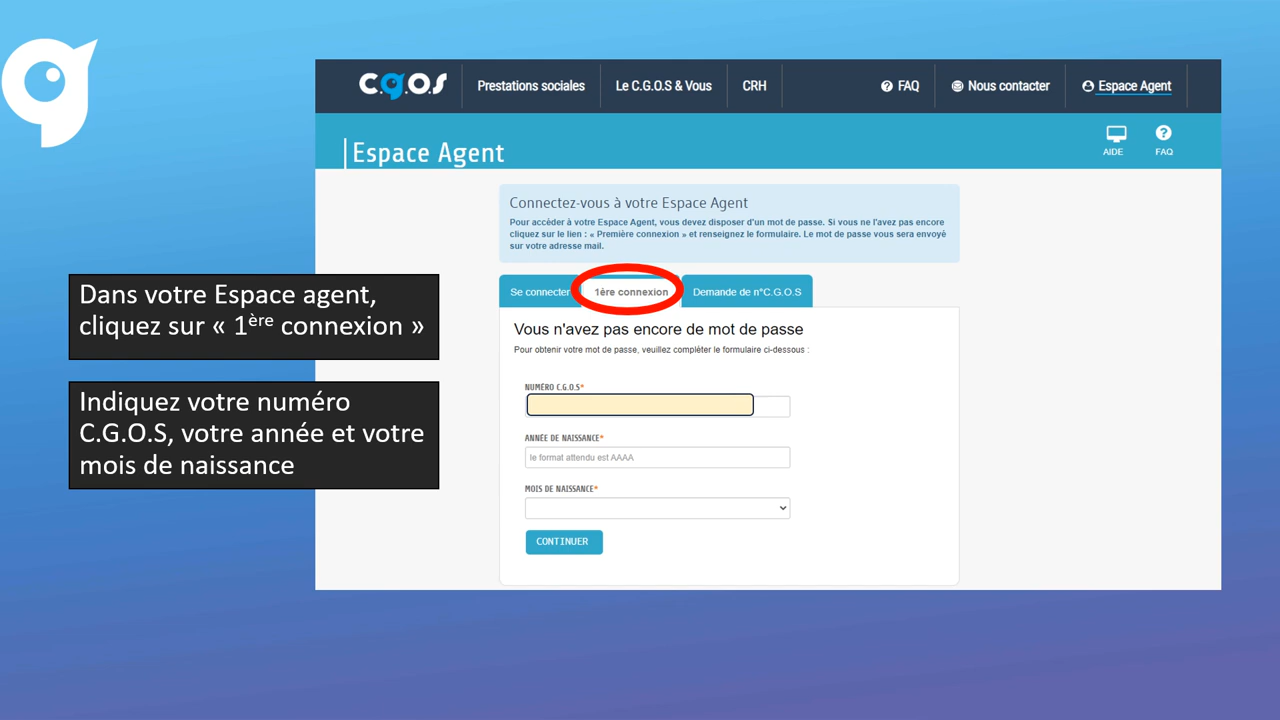 C.G.O.S
Prestations sociales
Le C.G.O.S & Vous
CRH
FAQ
Nous contacter
Espace Agent
Espace Agent
AIDE
FAQ
Connectez-vous à votre Espace Agent
Pour accéder à votre Espace Agent, vous devez disposer d'un mot de passe. Si vous ne l'avez pas encore
cliquez sur le lien : « Première connexion » et renseignez le formulaire. Le mot de passe vous sera envoyé
sur votre adresse mail.
Dans votre Espace agent,
cliquez sur « 1ère connexion »
Indiquez votre numéro
C.G.O.S, votre année et votre
mois de naissance
Se connecter
1ère connexion
Demande de n°C.G.O.S
Vous n'avez pas encore de mot de passe
Pour obtenir votre mot de passe, veuillez compléter le formulaire ci-dessous :
NUMÉRO C.G.O.S*
ANNÉE DE NAISSANCE*
le format attendu est AAAA
MOIS DE NAISSANCE*
CONTINUER